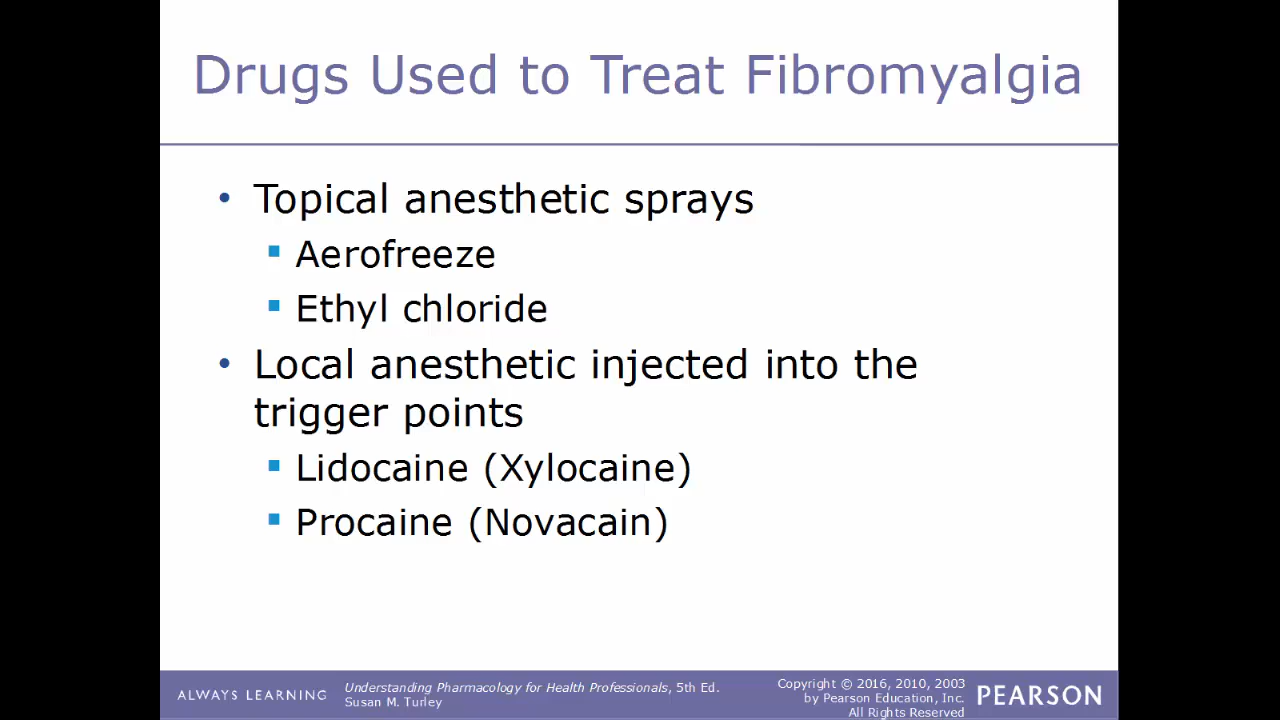 Drugs Used to Treat Fibromyalgia
• Topical anesthetic sprays
▪ Aerofreeze
▪ Ethyl chloride
• Local anesthetic injected into the
trigger points
▪ Lidocaine (Xylocaine)
▪ Procaine (Novacain)
ALWAYS LEARNING
Understanding Pharmacology for Health Professionals, 5th Ed.
Susan M. Turley
Copyright © 2016, 2010, 2003
by Pearson Education, Inc.
All Rights Reserved
PEARSON